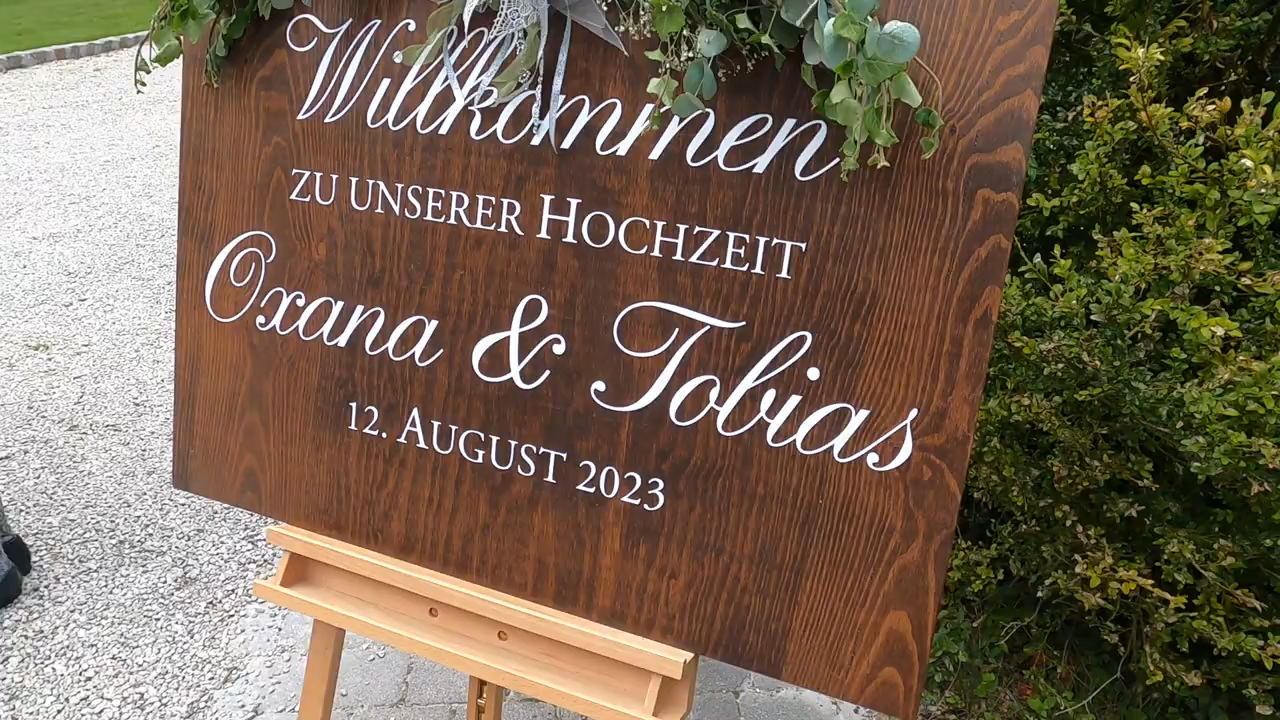 Willkommen
ZU UNSERER HOCHZEIT
Oxana & Tobias
12. AUGUST 2023